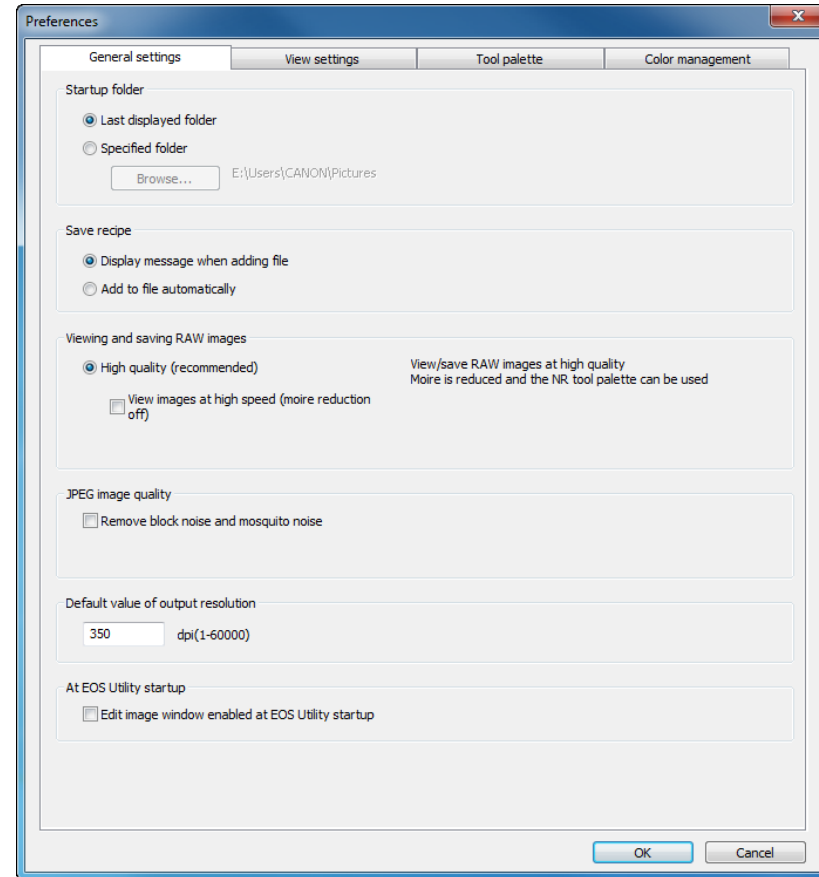 Preferences
General settings
View settings
Tool palette
Color management
Startup folder
Last displayed folder
Specified folder
Browse...
E:\Users\CANON\Pictures
Save recipe
Display message when adding file
Add to file automatically
Viewing and saving RAW images
High quality (recommended)
View/save RAW images at high quality
Moire is reduced and the NR tool palette can be used
View images at high speed (moire reduction
off)
JPEG image quality
Remove block noise and mosquito noise
Default value of output resolution
350 dpi(1-60000)
At EOS Utility startup
Edit image window enabled at EOS Utility startup
OK
Cancel